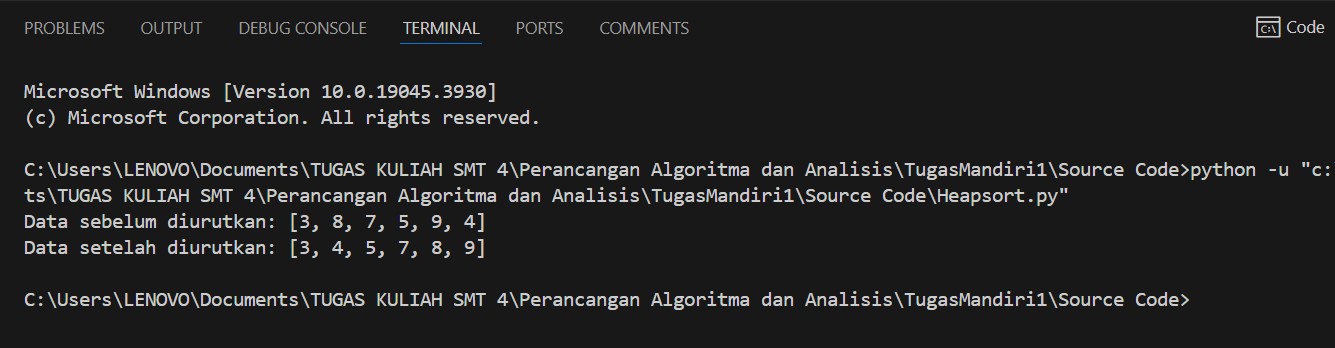 PROBLEMS OUTPUT DEBUG CONSOLE TERMINAL PORTS COMMENTS C:\ Code
Microsoft Windows [Version 10.0.19045.3930]
(c) Microsoft Corporation. All rights reserved.
C:\Users\LENOVO\Documents\TUGAS KULIAH SMT 4\Perancangan Algoritma dan Analisis\TugasMandiri1\Source Code>python -u "c:
ts\TUGAS KULIAH SMT 4\Perancangan Algoritma dan Analisis\TugasMandiri1\Source Code\Heapsort.py"
Data sebelum diurutkan: [3, 8, 7, 5, 9, 4]
Data setelah diurutkan: [3, 4, 5, 7, 8, 9]
C:\Users\LENOVO\Documents\TUGAS KULIAH SMT 4\Perancangan Algoritma dan Analisis\TugasMandiri1\Source Code>